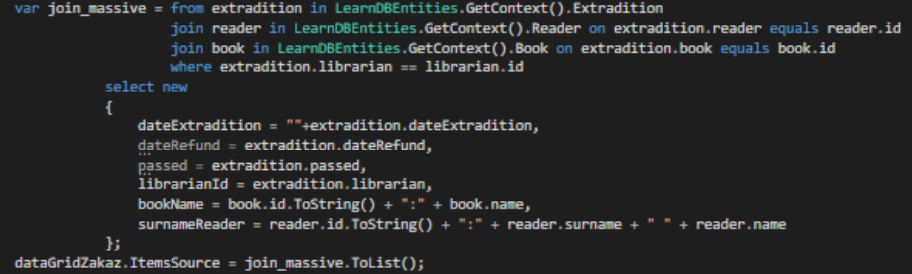 var join_massive = from extradition in LearnDBEntities.GetContext().Extradition
join reader in LearnDBEntities.GetContext().Reader on extradition.reader equals reader.id
join book in LearnDBEntities.GetContext().Book on extradition.book equals book.id
where extradition.librarian == librarian.id
select new
{
dateExtradition = ""+extradition.dateExtradition,
dateRefund = extradition.dateRefund,
passed = extradition.passed,
librarianId = extradition.librarian,
bookName = book.id.ToString() + ":" + book.name,
surnameReader = reader.id.ToString() + ":" + reader.surname + " " + reader.name
};
dataGridZakaz.ItemsSource = join_massive.ToList();